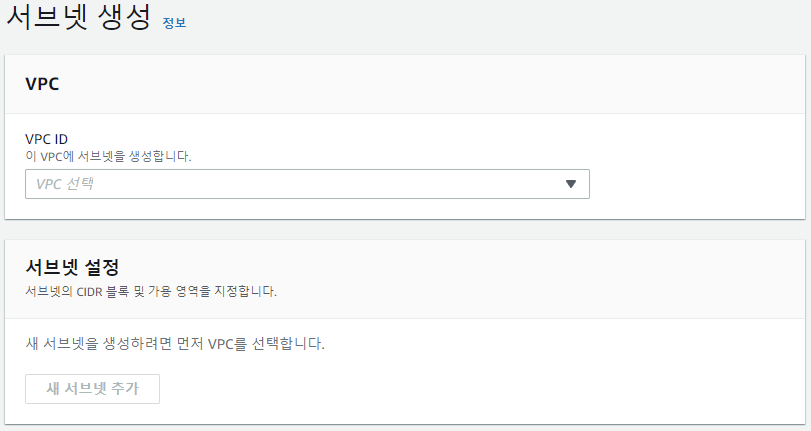 서브넷 생성 정보
VPC
VPC ID
이 VPC에 서브넷을 생성합니다.
VPC 선택
서브넷 설정
서브넷의 CIDR 블록 및 가용 영역을 지정합니다.
새 서브넷을 생성하려면 먼저 VPC를 선택합니다.
새 서브넷 추가